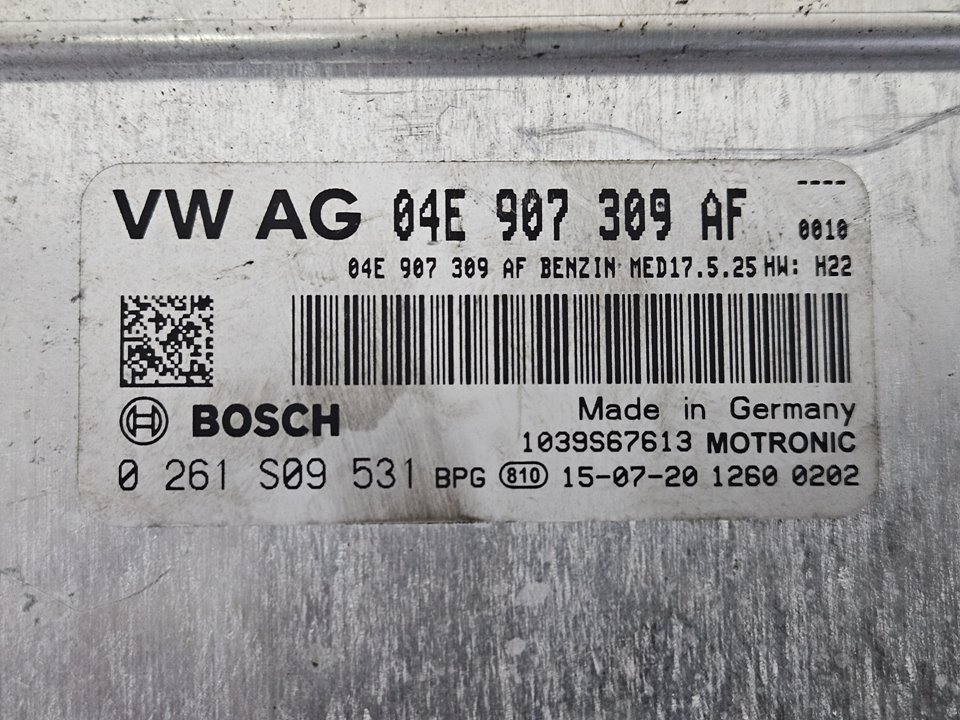 VW AG 04E 907 309 AF ----
0010
04E 907 309 AF BENZIN MED17.5.25 HW: H22
BOSCH
Made in Germany
1039S67613 MOTRONIC
0 261 S09 531 BPG 810 15-07-20 1260 0202